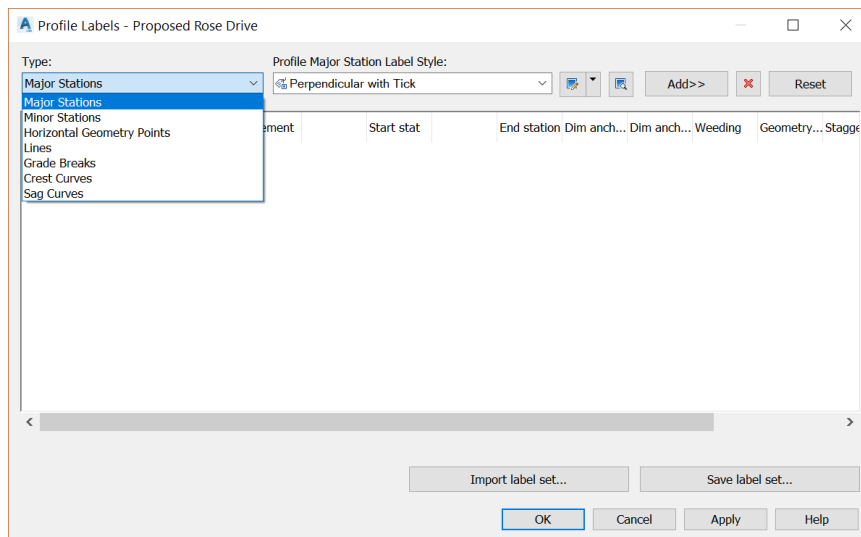 Profile Labels - Proposed Rose Drive
Type:
Profile Major Station Label Style:
Major Stations
Perpendicular with Tick
Add>>
Reset
Major Stations
Minor Stations
Horizontal Geometry Points
Lines
Grade Breaks
Crest Curves
Sag Curves
ement Start stat End station Dim anch... Dim anch... Weeding Geometry... Stagge
Import label set...
Save label set...
OK
Cancel
Apply
Help